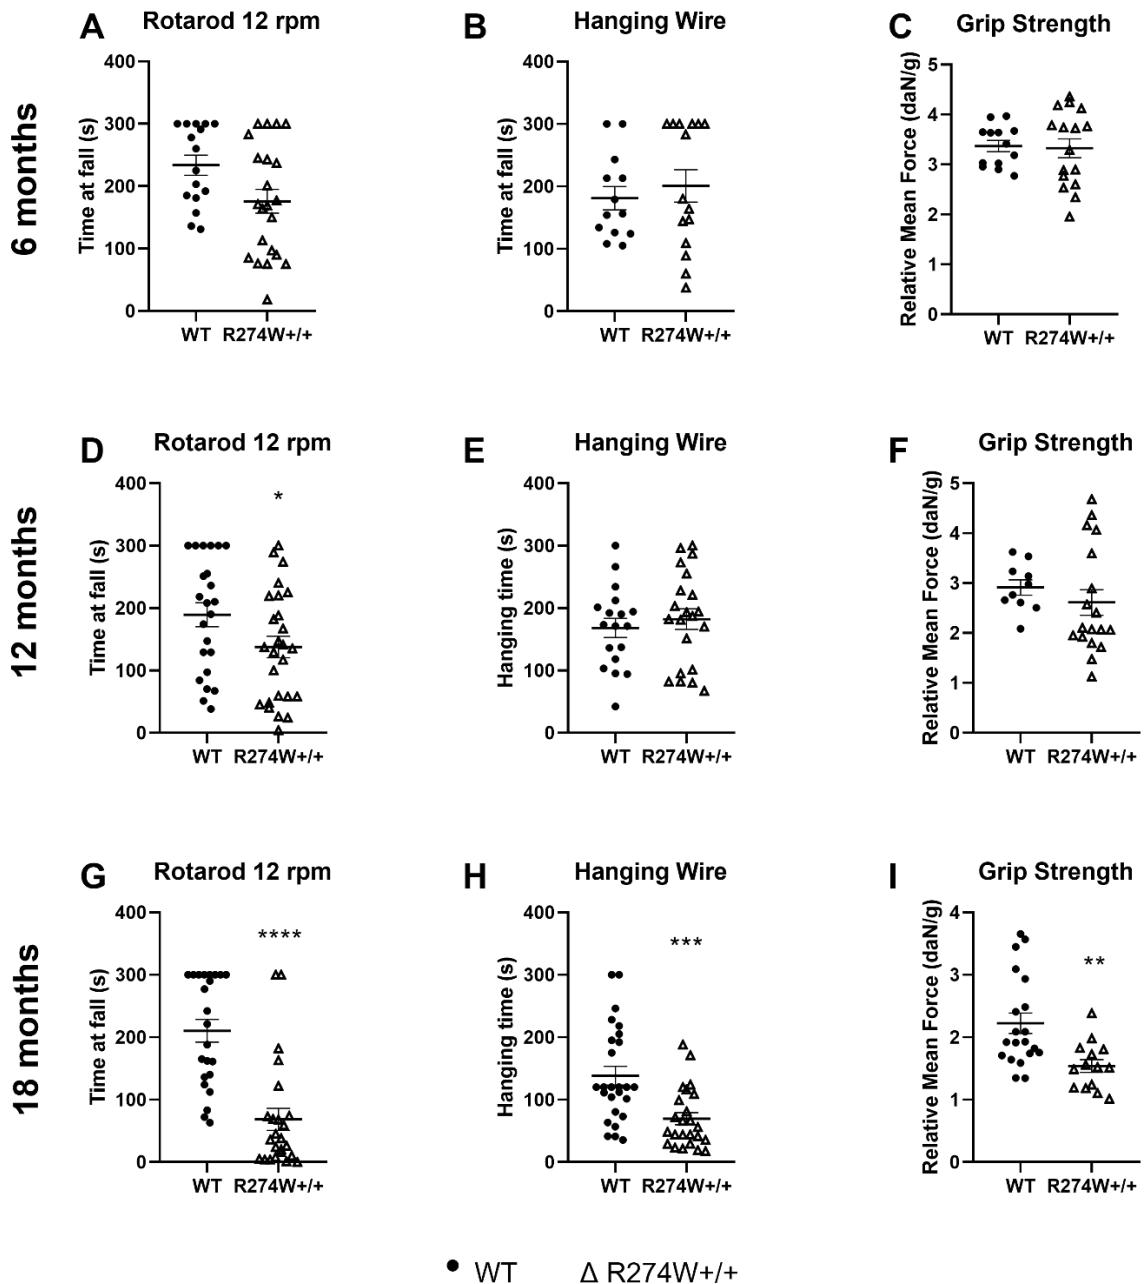 A Rotarod 12 rpm
B Hanging Wire
C Grip Strength
6 months
Time at fall (s)
400
300
200
100
0
WT R274W+/+
Time at fall (s)
400
300
200
100
0
WT R274W+/+
Relative Mean Force (daN/g)
5
4
3
2
1
0
WT R274W+/+
D Rotarod 12 rpm
E Hanging Wire
F Grip Strength
12 months
Time at fall (s)
400
300
200
100
0
*
WT R274W+/+
Hanging time (s)
400
300
200
100
0
WT R274W+/+
Relative Mean Force (daN/g)
5
4
3
2
1
0
WT R274W+/+
G Rotarod 12 rpm
H Hanging Wire
I Grip Strength
18 months
Time at fall (s)
400
300
200
100
0
****
WT R274W+/+
Hanging time (s)
400
300
200
100
0
***
WT R274W+/+
Relative Mean Force (daN/g)
4
3
2
1
0
**
WT R274W+/+
• WT Δ R274W+/+